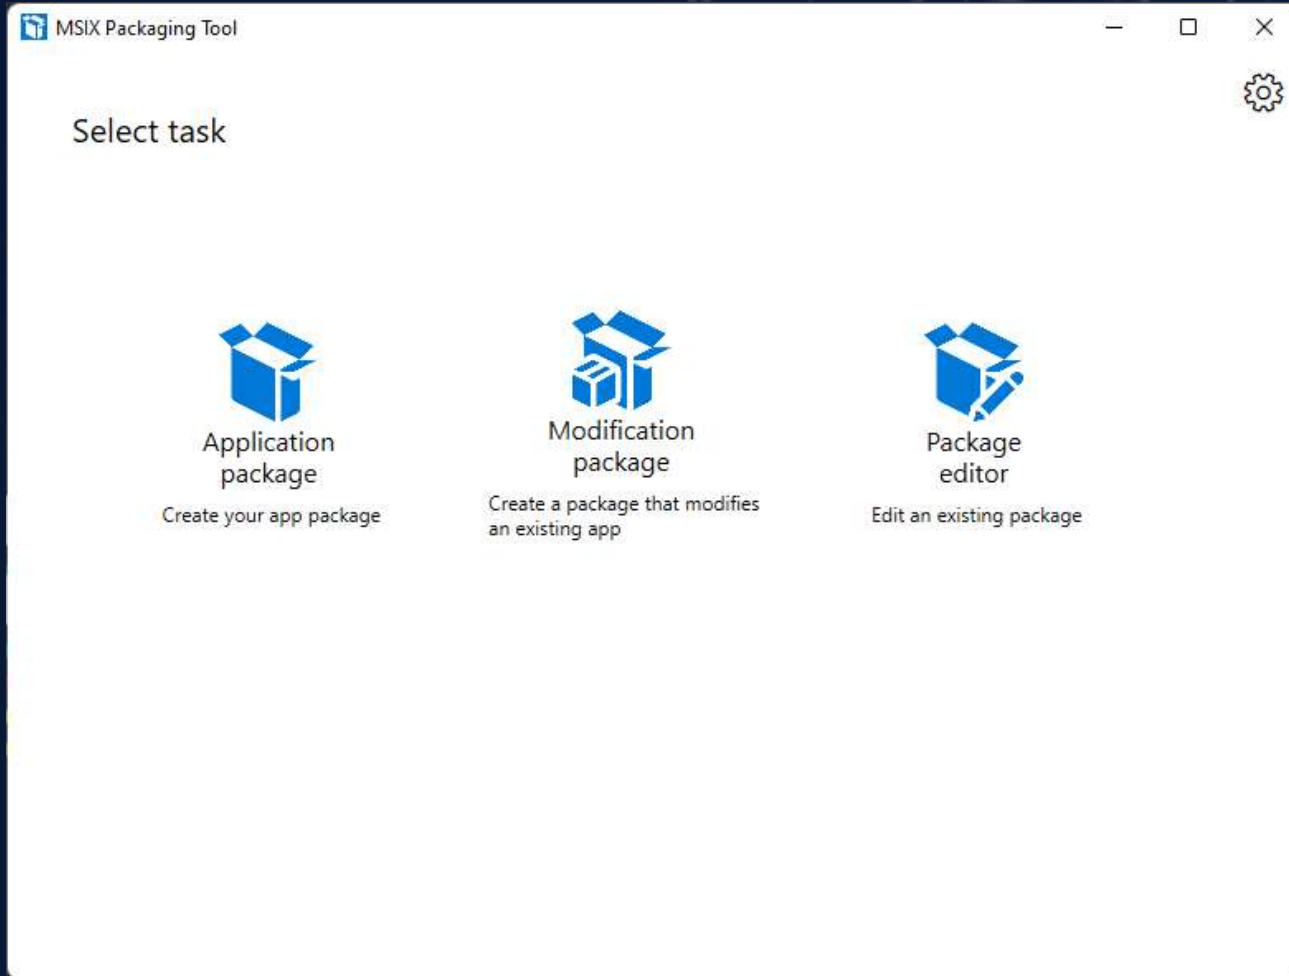 MSIX Packaging Tool
Select task
Application
package
Create your app package
Modification
package
Create a package that modifies
an existing app
Package
editor
Edit an existing package